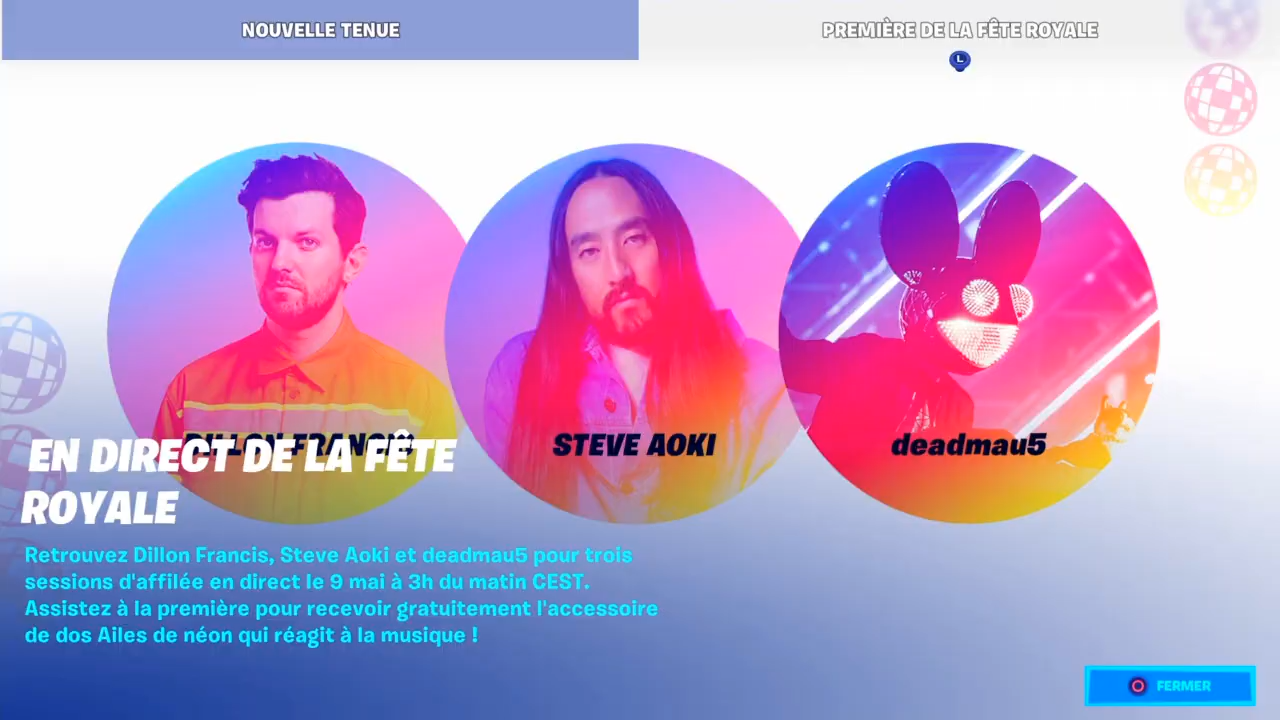 NOUVELLE TENUE
PREMIÈRE DE LA FÊTE ROYALE
L
DILLON FRANCIS
STEVE AOKI
deadmau5
EN DIRECT DE LA FÊTE
ROYALE
Retrouvez Dillon Francis, Steve Aoki et deadmau5 pour trois
sessions d'affilée en direct le 9 mai à 3h du matin CEST.
Assistez à la première pour recevoir gratuitement l'accessoire
de dos Ailes de néon qui réagit à la musique !
FERMER